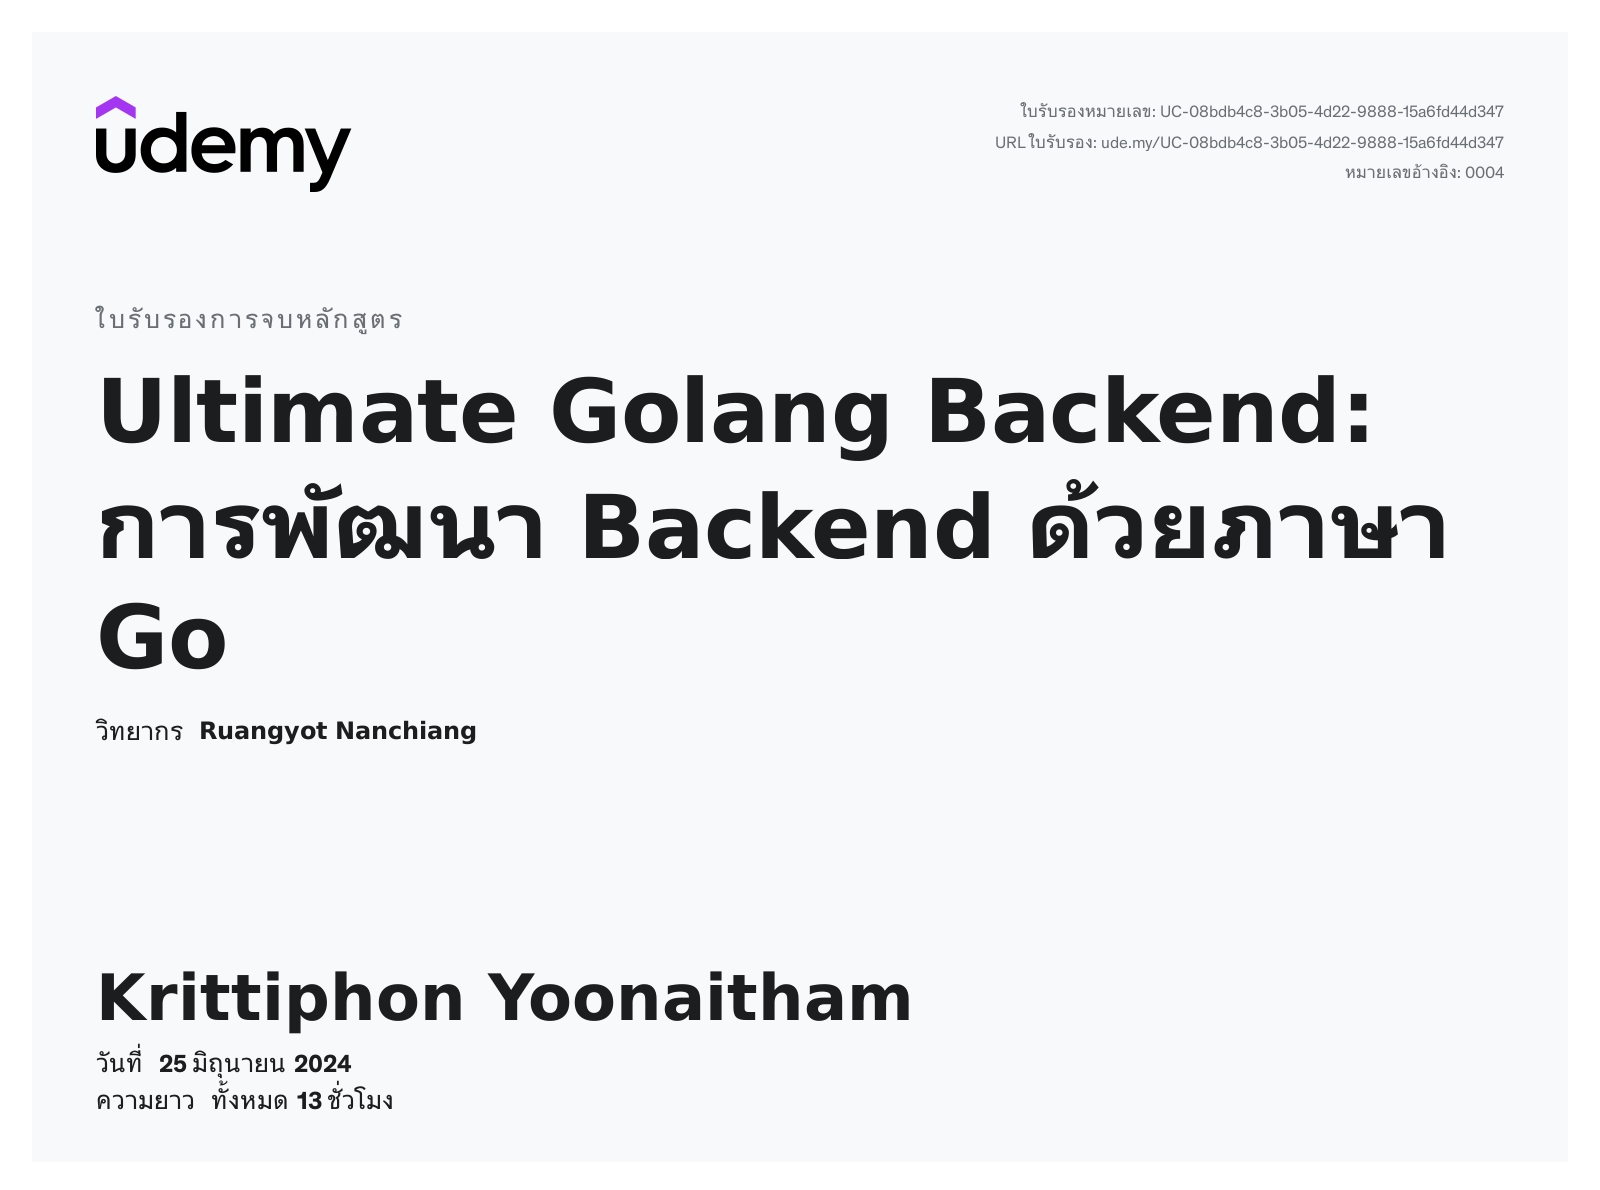 udemy
ใบรับรองหมายเลข: UC-08bdb4c8-3b05-4d22-9888-15a6fd44d347
URL ใบรับรอง: ude.my/UC-08bdb4c8-3b05-4d22-9888-15a6fd44d347
หมายเลขอ้างอิง: 0004
ใบรับรองการจบหลักสูตร
Ultimate Golang Backend:
การพัฒนา Backend ด้วยภาษา
Go
วิทยากร Ruangyot Nanchiang
Krittiphon Yoonaitham
วันที่ 25 มิถุนายน 2024
ความยาว ทั้งหมด 13 ชั่วโมง